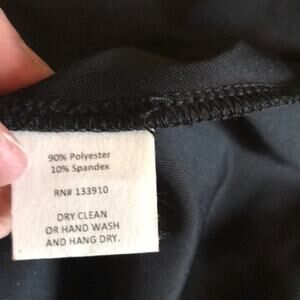 90% Polyester
10% Spandex
RN# 133910
DRY CLEAN
OR HAND WASH
AND HANG DRY.